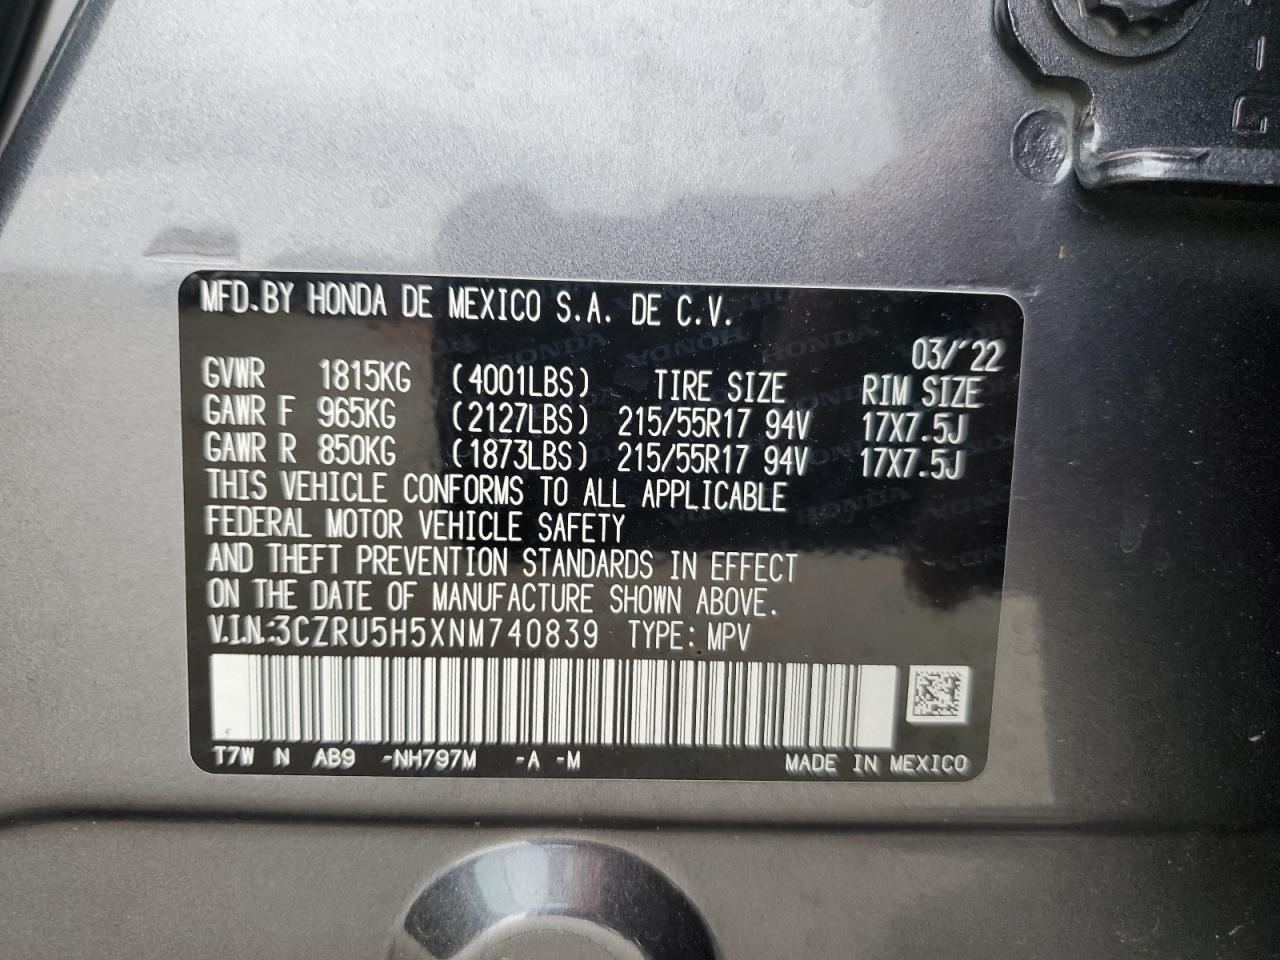 MFD.BY HONDA DE MEXICO S.A. DE C.V.
03/'22
GVWR 1815KG (4001LBS) TIRE SIZE RIM SIZE
GAWR F 965KG (2127LBS) 215/55R17 94V 17X7.5J
GAWR R 850KG (1873LBS) 215/55R17 94V 17X7.5J
THIS VEHICLE CONFORMS TO ALL APPLICABLE
FEDERAL MOTOR VEHICLE SAFETY
AND THEFT PREVENTION STANDARDS IN EFFECT
ON THE DATE OF MANUFACTURE SHOWN ABOVE.
V.I.N.:3CZRU5H5XNM740839 TYPE: MPV
T7W N AB9 -NH797M -A -M MADE IN MEXICO